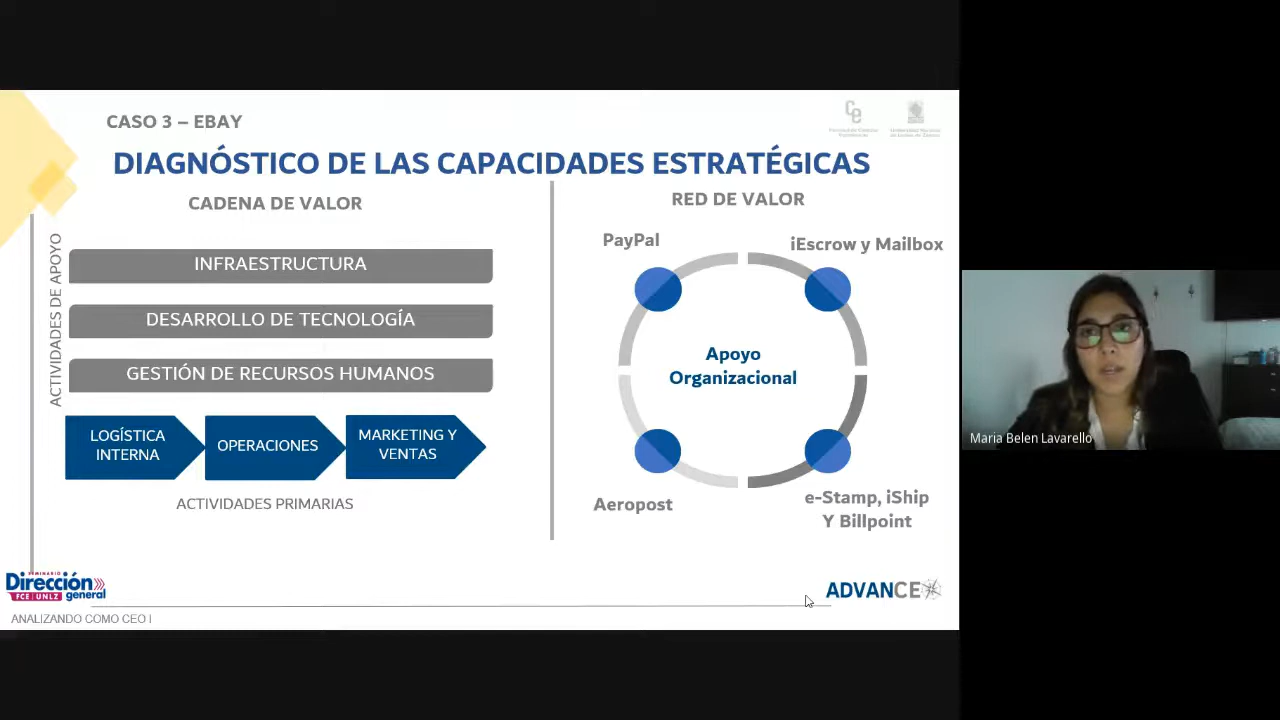 CASO 3 – EBAY
DIAGNÓSTICO DE LAS CAPACIDADES ESTRATÉGICAS
CADENA DE VALOR
ACTIVIDADES DE APOYO
INFRAESTRUCTURA
DESARROLLO DE TECNOLOGÍA
GESTIÓN DE RECURSOS HUMANOS
LOGÍSTICA
INTERNA
OPERACIONES
MARKETING Y
VENTAS
ACTIVIDADES PRIMARIAS
RED DE VALOR
PayPal
iEscrow y Mailbox
Apoyo
Organizacional
Aeropost
e-Stamp, iShip
Y Billpoint
SEMINARIO
Dirección
FCE UNLZ general
ADVANCE
ANALIZANDO COMO CEO I
Maria Belen Lavarello